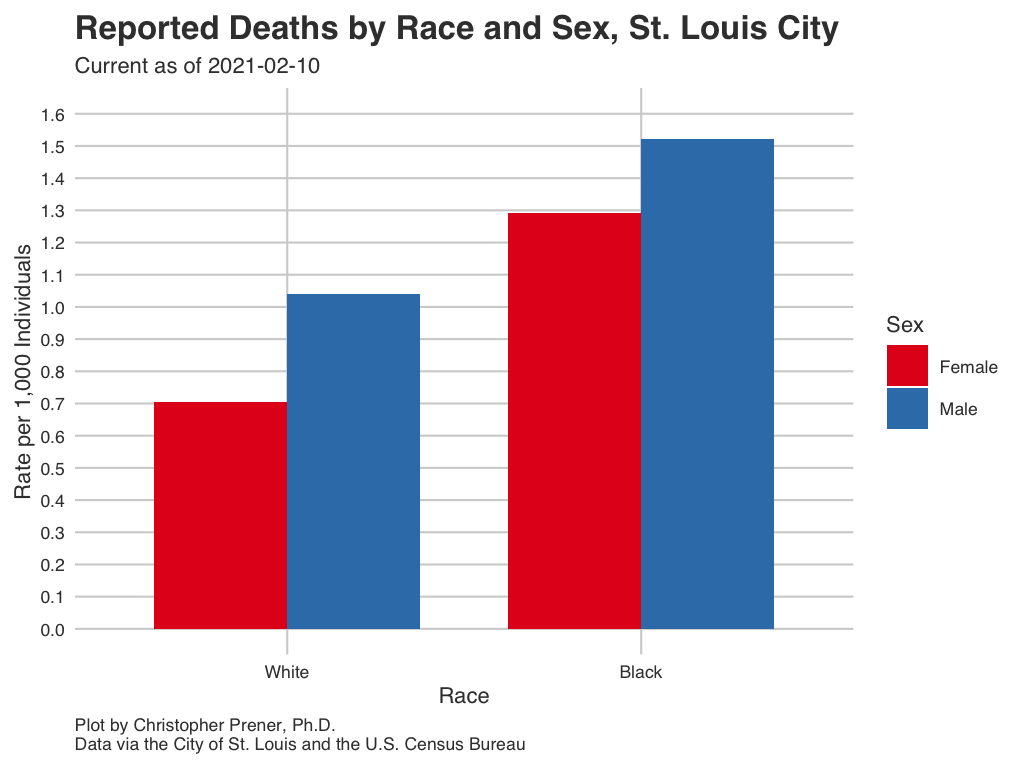 Reported Deaths by Race and Sex, St. Louis City
Current as of 2021-02-10
Rate per 1,000 Individuals
1.6
1.5
1.4
1.3
1.2
1.1
1.0
0.9
0.8
0.7
0.6
0.5
0.4
0.3
0.2
0.1
0.0
White
Black
Race
Sex
Female
Male
Plot by Christopher Prener, Ph.D.
Data via the City of St. Louis and the U.S. Census Bureau